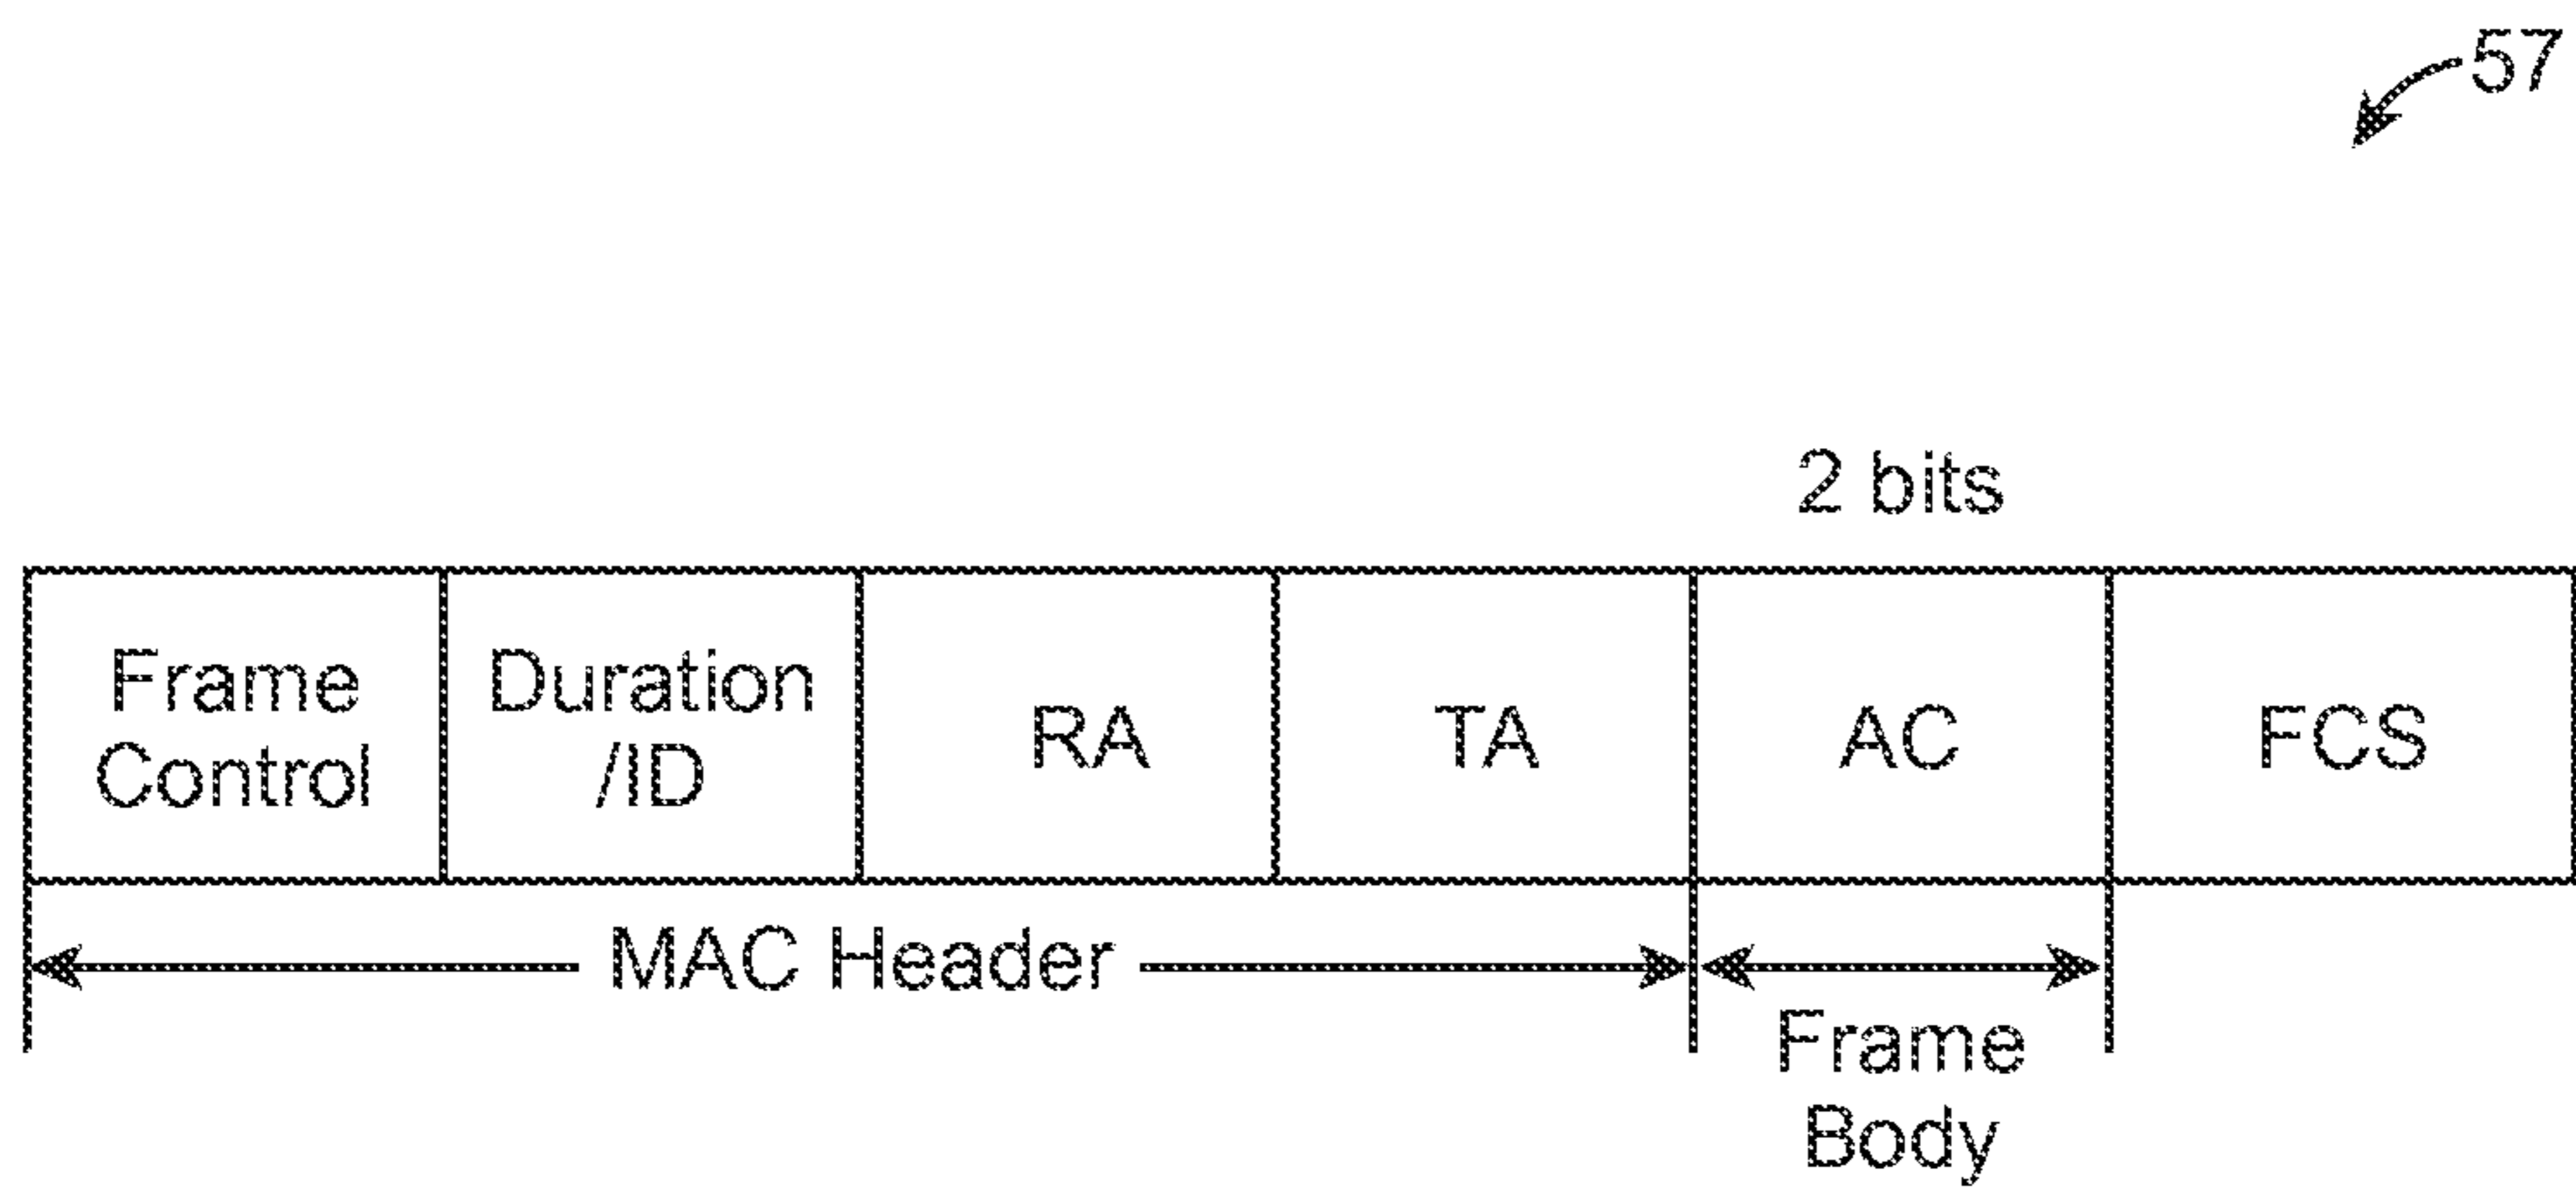 57
2 bits
Frame
Control
Duration
/ID
RA
TA
AC
FCS
MAC Header
Frame
Body